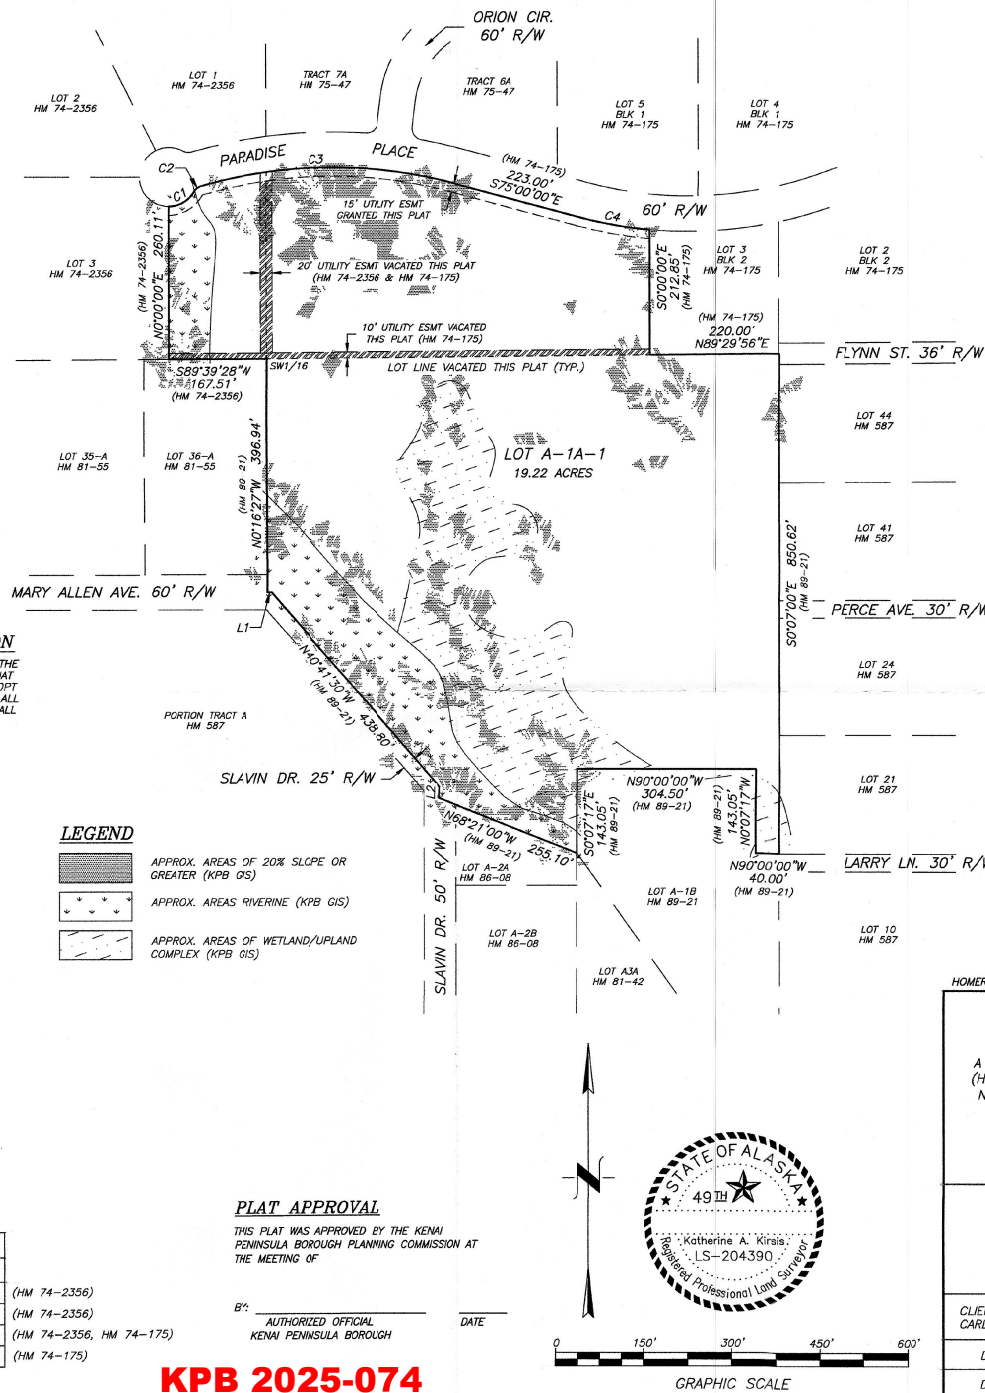 ORION CIR.
60' R/W
LOT 1
HM 74-2356
TRACT 7A
HM 75-47
TRACT 6A
HM 75-47
LOT 2
HM 74-2356
LOT 5
BLK 1
HM 74-175
LOT 4
BLK 1
HM 74-175
C2
PARADISE
C3
PLACE
(HM 74-175)
223.00'
S75°00'00"E
C1
15' UTILITY ESMT
GRANTED THIS PLAT
C4
60' R/W
LOT 3
HM 74-2356
(HM 74-2356)
N0°00'00"E 260.11'
20' UTILITY ESMT VACATED THIS PLAT
(HM 74-2356 & HM 74-175)
S0°00'00"E
212.85'
(HM 74-175)
LOT 3
BLK 2
HM 74-175
LOT 2
BLK 2
HM 74-175
10' UTILITY ESMT VACATED
THIS PLAT (HM 74-175)
(HM 74-175)
220.00'
N89°29'56"E
FLYNN ST. 36' R/W
S89°39'28"W
167.51'
(HM 74-2356)
SW1/16
LOT LINE VACATED THIS PLAT (TYP.)
LOT 44
HM 587
LOT 35-A
HM 81-55
LOT 36-A
HM 81-55
(HM 80-21)
N0°16'27"W 396.94'
LOT A-1A-1
19.22 ACRES
LOT 41
HM 587
S0°07'00"E 850.62'
(HM 89-21)
MARY ALLEN AVE. 60' R/W
PERCE AVE. 30' R/W
L1
ON
THE
HAT
OPT
ALL
ALL
N40°41'30"W 438.80'
(HM 89-21)
LOT 24
HM 587
PORTION TRACT A
HM 587
SLAVIN DR. 25' R/W
L2
N90°00'00"W
304.50'
(HM 89-21)
LOT 21
HM 587
N68°21'00"W 255.10'
(HM 89-21)
S0°07'17"E
143.05'
(HM 89-21)
(HM 89-21)
143.05'
N0°07'17"W
LEGEND
APPROX. AREAS OF 20% SLOPE OR
GREATER (KPB GIS)
APPROX. AREAS RIVERINE (KPB GIS)
APPROX. AREAS OF WETLAND/UPLAND
COMPLEX (KPB GIS)
N90°00'00"W
40.00'
(HM 89-21)
LARRY LN. 30' R/W
LOT A-2A
HM 86-08
LOT A-1B
HM 89-21
SLAVIN DR. 50' R/W
LOT A-2B
HM 86-08
LOT 10
HM 587
LOT A3A
HM 81-42
HOMER
A
(H
N
N
STATE OF ALASKA
49TH
Katherine A. Kirsis
LS-204390
Registered Professional Land Surveyor
PLAT APPROVAL
THIS PLAT WAS APPROVED BY THE KENAI
PENINSULA BOROUGH PLANNING COMMISSION AT
THE MEETING OF
BY:
AUTHORIZED OFFICIAL
KENAI PENINSULA BOROUGH
DATE
(HM 74-2356)
(HM 74-2356)
(HM 74-2356, HM 74-175)
(HM 74-175)
CLIE
CARL
D
0 150' 300' 450' 600'
GRAPHIC SCALE
KPB 2025-074